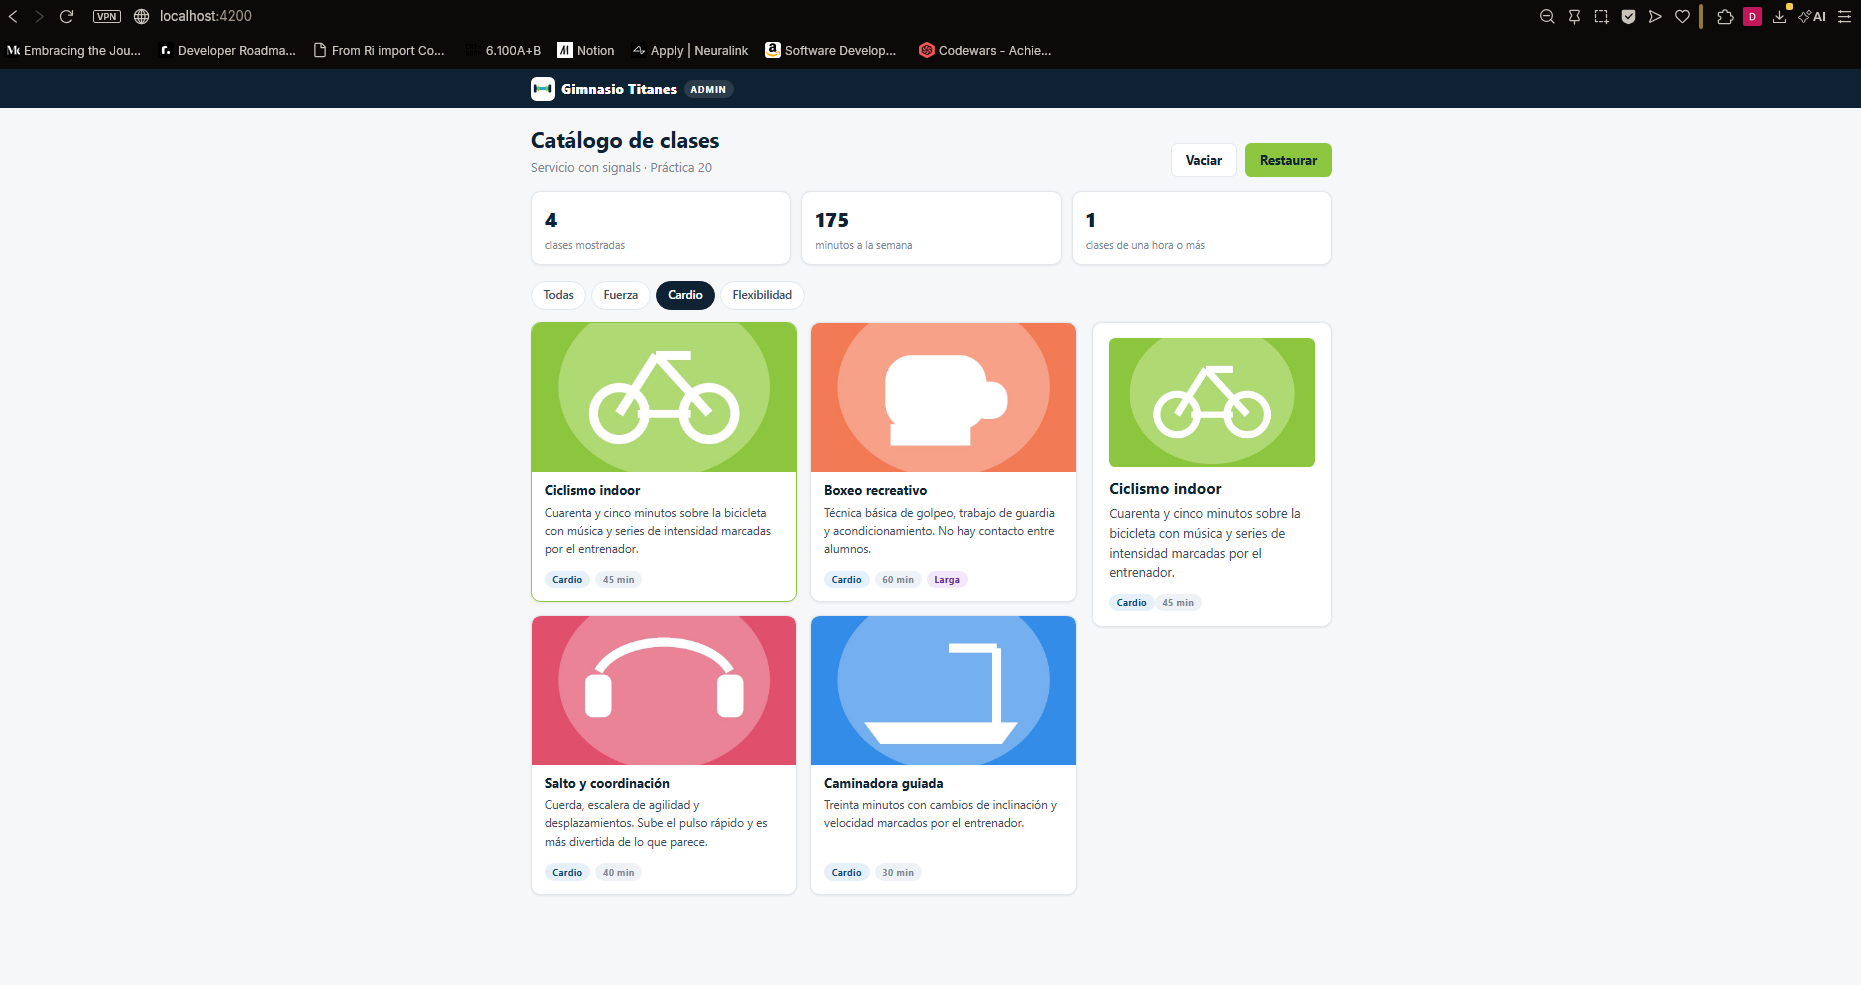 VPN
localhost:4200
D
AI
Embracing the Jou...
Developer Roadma...
From Ri import Co...
6.100A+B
Notion
Apply | Neuralink
Software Develop...
Codewars - Achie...
Gimnasio Titanes ADMIN
Catálogo de clases
Servicio con signals · Práctica 20
Vaciar
Restaurar
4
clases mostradas
175
minutos a la semana
1
clases de una hora o más
Todas
Fuerza
Cardio
Flexibilidad
Ciclismo indoor
Cuarenta y cinco minutos sobre la bicicleta
con música y series de intensidad marcadas
por el entrenador.
Cardio
45 min
Boxeo recreativo
Técnica básica de golpeo, trabajo de guardia
y acondicionamiento. No hay contacto entre
alumnos.
Cardio
60 min
Larga
Ciclismo indoor
Cuarenta y cinco minutos sobre la
bicicleta con música y series de
intensidad marcadas por el
entrenador.
Cardio
45 min
Salto y coordinación
Cuerda, escalera de agilidad y
desplazamientos. Sube el pulso rápido y es
más divertida de lo que parece.
Cardio
40 min
Caminadora guiada
Treinta minutos con cambios de inclinación y
velocidad marcados por el entrenador.
Cardio
30 min